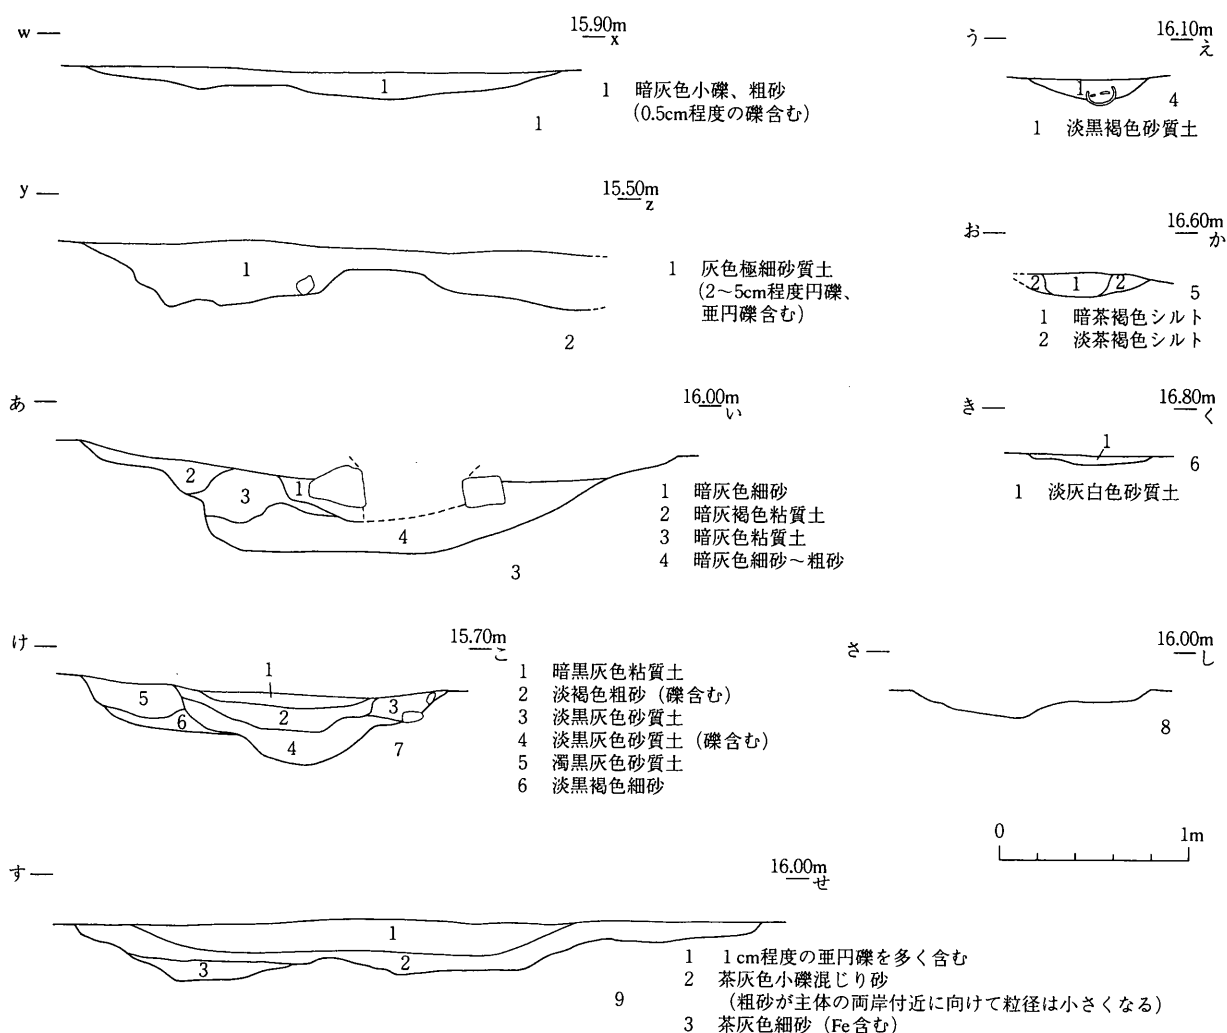 w
15.90m
x
1
1 暗灰色小礫、粗砂
(0.5cm程度の礫含む)
1
y
15.50m
z
1
1 灰色極細砂質土
(2~5cm程度円礫、
亜円礫含む)
2
あ
16.00m
い
2
3
1
4
1 暗灰色細砂
2 暗灰褐色粘質土
3 暗灰色粘質土
4 暗灰色細砂~粗砂
3
け
15.70m
こ
1
5
2
3
6
4
7
1 暗黒灰色粘質土
2 淡褐色粗砂(礫含む)
3 淡黒灰色砂質土
4 淡黒灰色砂質土(礫含む)
5 濁黒灰色砂質土
6 淡黒褐色細砂
す
16.00m
せ
1
2
3
9
1 1cm程度の亜円礫を多く含む
2 茶灰色小礫混じり砂
(粗砂が主体の両岸付近に向けて粒径は小さくなる)
3 茶灰色細砂(Fe含む)
う
16.10m
え
1
4
1 淡黒褐色砂質土
お
16.60m
か
2 1 2
5
1 暗茶褐色シルト
2 淡茶褐色シルト
き
16.80m
く
1
6
1 淡灰白色砂質土
さ
16.00m
し
8
0 1m